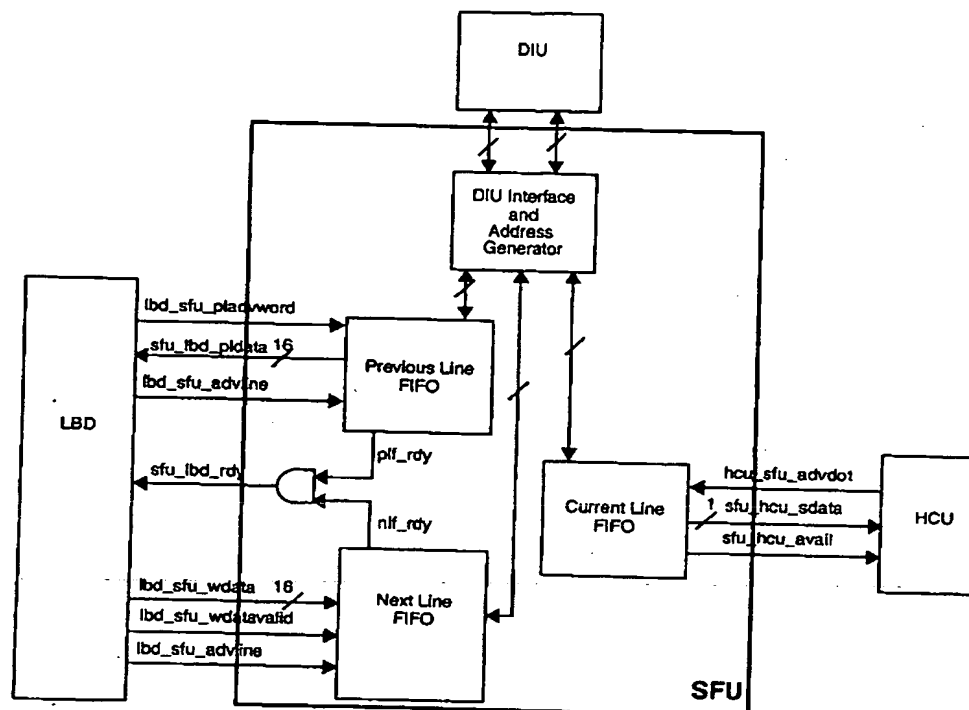 DIU
DIU Interface
and
Address
Generator
lbd_sfu_pladvword
sfu_lbd_pldata 16
lbd_sfu_advline
Previous Line
FIFO
LBD
plf_rdy
sfu_lbd_rdy
nlf_rdy
Current Line
FIFO
hcu_sfu_advdot
1 sfu_hcu_sdata
sfu_hcu_avail
HCU
lbd_sfu_wdata 16
lbd_sfu_wdatavalid
lbd_sfu_advline
Next Line
FIFO
SFU